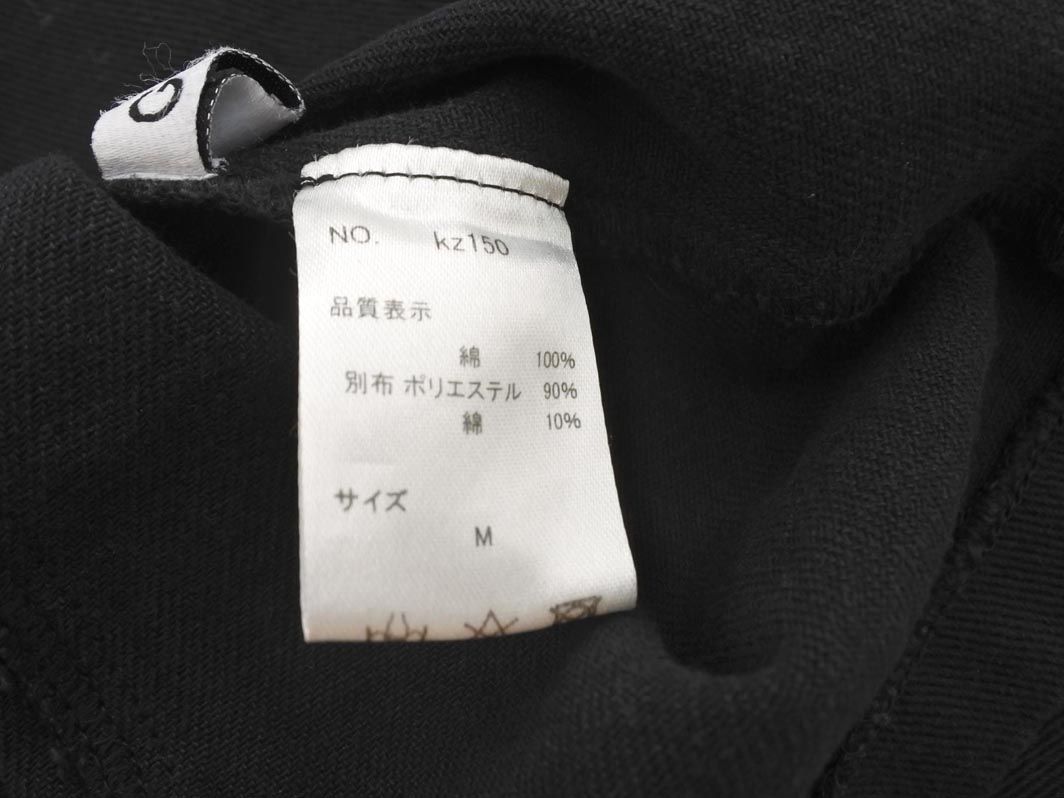 NO. kz150
品質表示
綿 100%
別布 ポリエステル 90%
綿 10%
サイズ
M